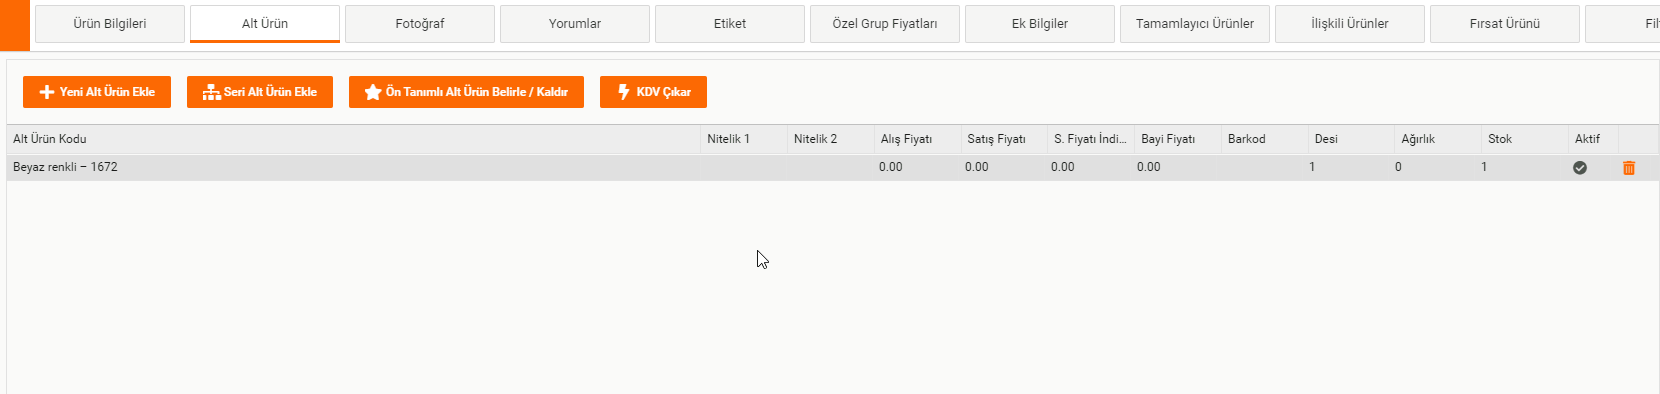 Ürün Bilgileri Alt Ürün Fotoğraf Yorumlar Etiket Özel Grup Fiyatları Ek Bilgiler Tamamlayıcı Ürünler İlişkili Ürünler Fırsat Ürünü
Yeni Alt Ürün Ekle Seri Alt Ürün Ekle Ön Tanımlı Alt Ürün Belirle / Kaldır KDV Çıkar
Alt Ürün Kodu Nitelik 1 Nitelik 2 Alış Fiyatı Satış Fiyatı S. Fiyatı İndi... Bayi Fiyatı Barkod Desi Ağırlık Stok Aktif
Beyaz renkli – 1672 0.00 0.00 0.00 0.00 1 0 1